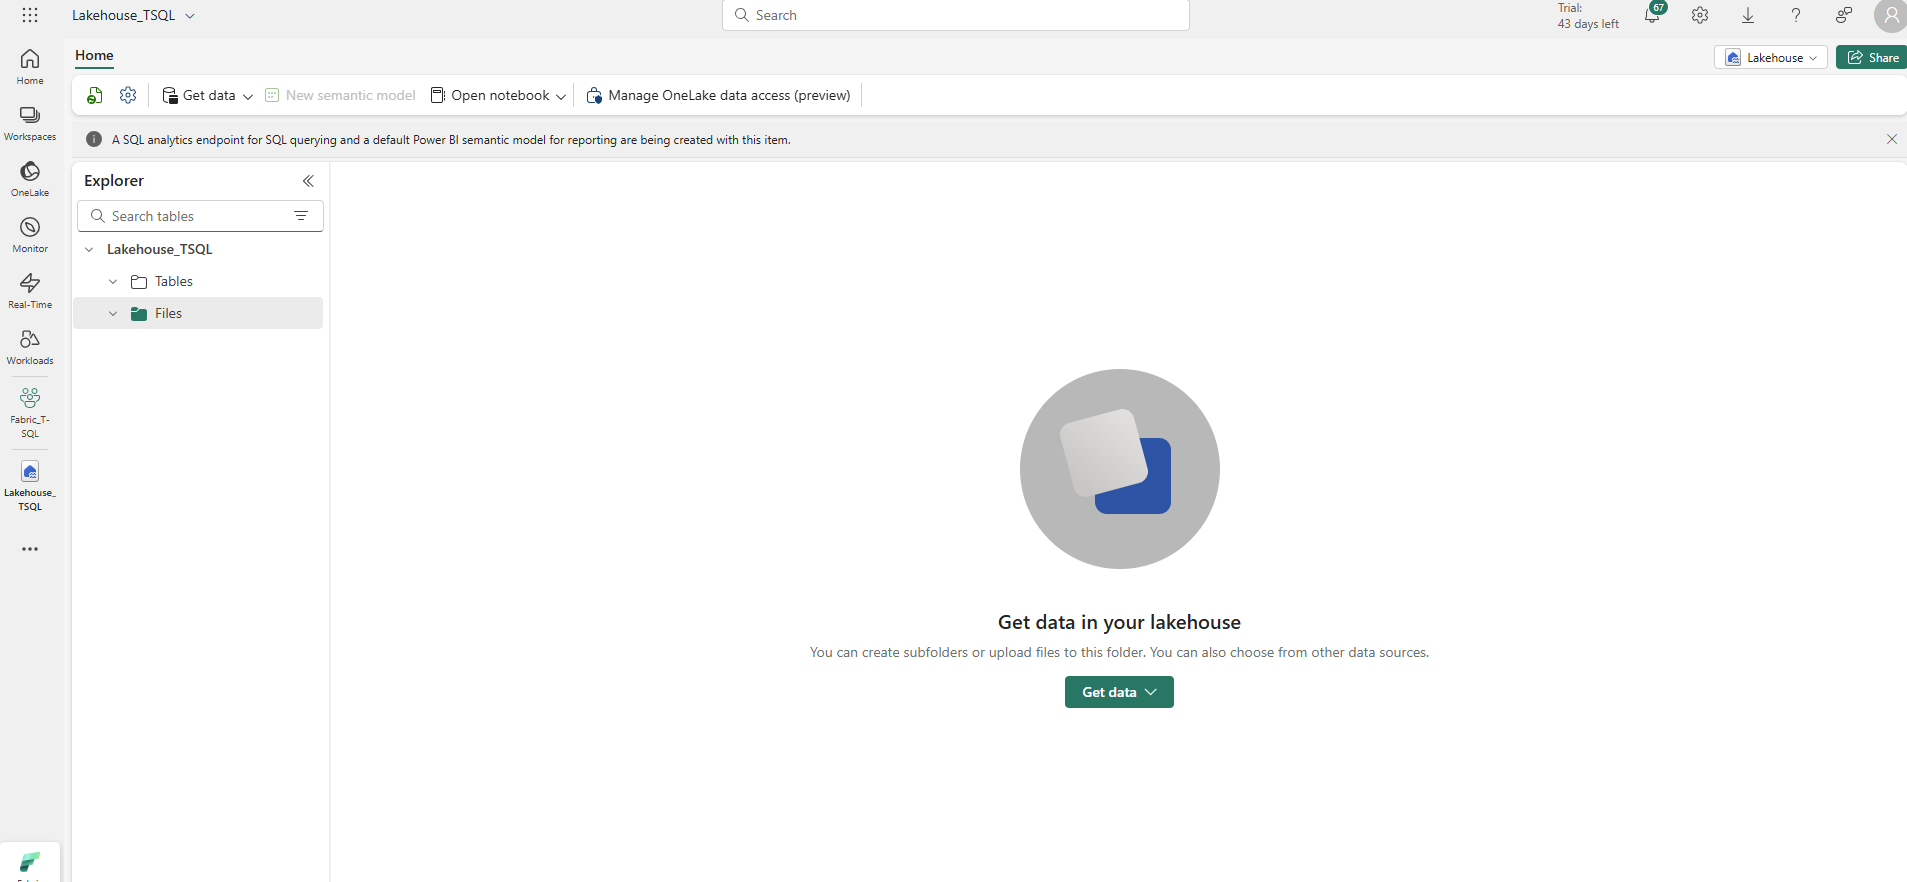 Lakehouse_TSQL
Search
Trial:
43 days left
67
Home
Workspaces
OneLake
Monitor
Real-Time
Workloads
Fabric_T-
SQL
Lakehouse_
TSQL
Home
Lakehouse
Share
Get data
New semantic model
Open notebook
Manage OneLake data access (preview)
A SQL analytics endpoint for SQL querying and a default Power BI semantic model for reporting are being created with this item.
Explorer
Search tables
Lakehouse_TSQL
Tables
Files
Get data in your lakehouse
You can create subfolders or upload files to this folder. You can also choose from other data sources.
Get data